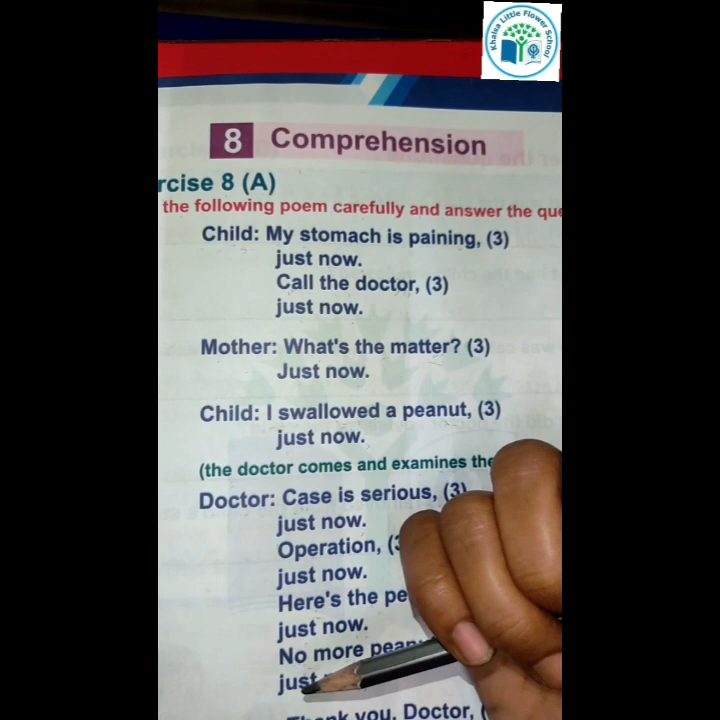 Khalsa Little Flower School
8 Comprehension
rcise 8 (A)
the following poem carefully and answer the que
Child: My stomach is paining, (3)
just now.
Call the doctor, (3)
just now.
Mother: What's the matter? (3)
Just now.
Child: I swallowed a peanut, (3)
just now.
(the doctor comes and examines the
Doctor: Case is serious, (3)
just now.
Operation, (3
just now.
Here's the pe
just now.
No more pean
just
Thank you, Doctor, (